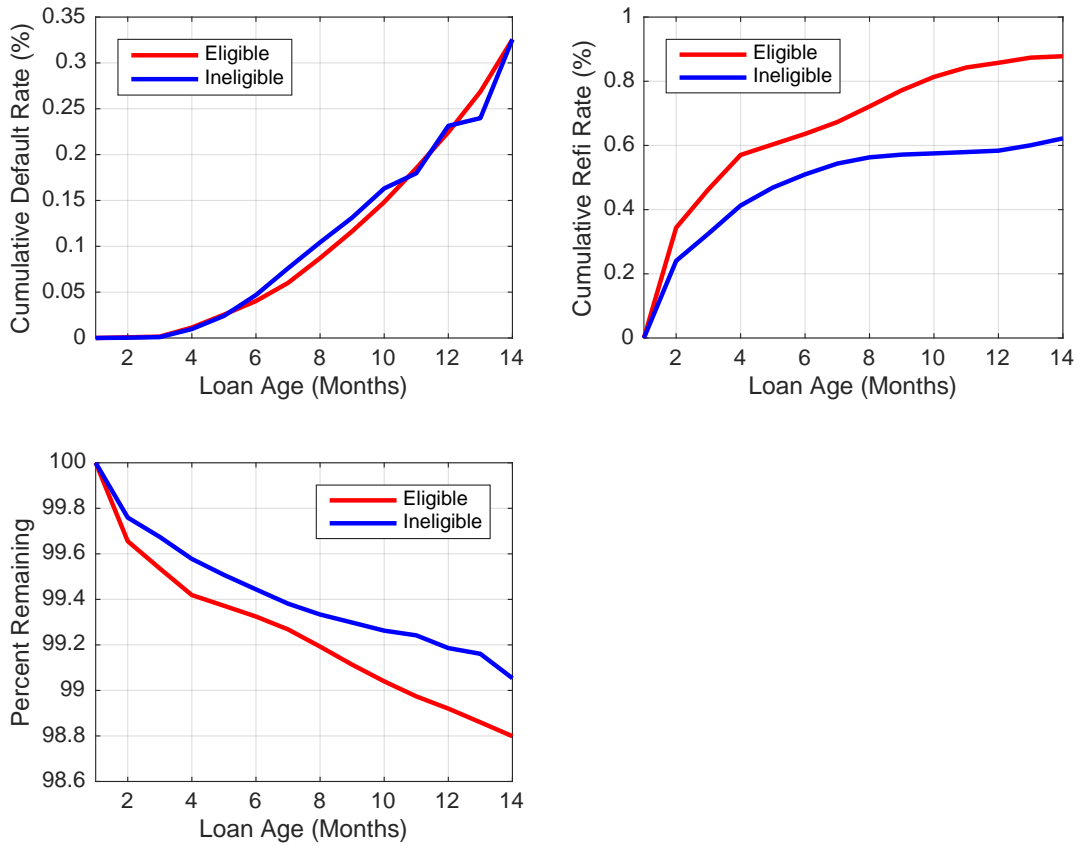 Cumulative Default Rate (%)
0.35
0.3
0.25
0.2
0.15
0.1
0.05
0
Eligible
Ineligible
2 4 6 8 10 12 14
Loan Age (Months)
Cumulative Refi Rate (%)
1
0.8
0.6
0.4
0.2
0
Eligible
Ineligible
2 4 6 8 10 12 14
Loan Age (Months)
Percent Remaining
100
99.8
99.6
99.4
99.2
99
98.8
98.6
Eligible
Ineligible
2 4 6 8 10 12 14
Loan Age (Months)